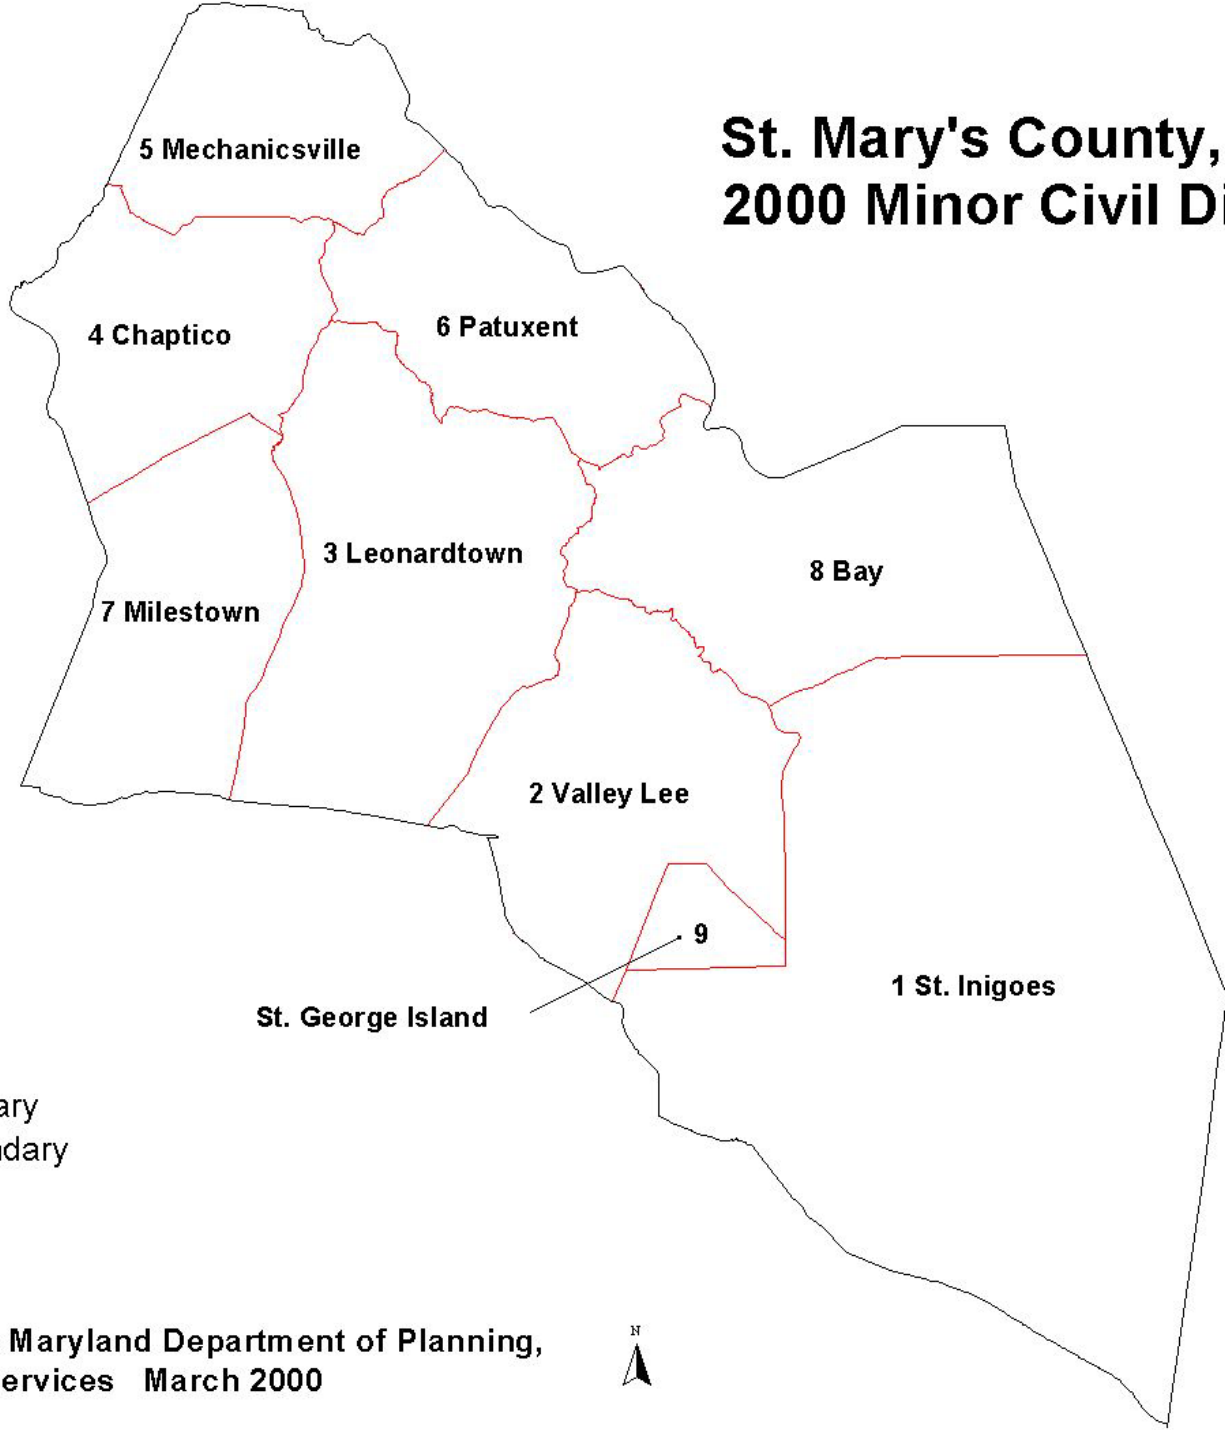 St. Mary's County,
2000 Minor Civil Di
5 Mechanicsville
4 Chaptico
6 Patuxent
3 Leonardtown
8 Bay
7 Milestown
2 Valley Lee
9
1 St. Inigoes
St. George Island
ary
ndary
N
Maryland Department of Planning,
ervices March 2000